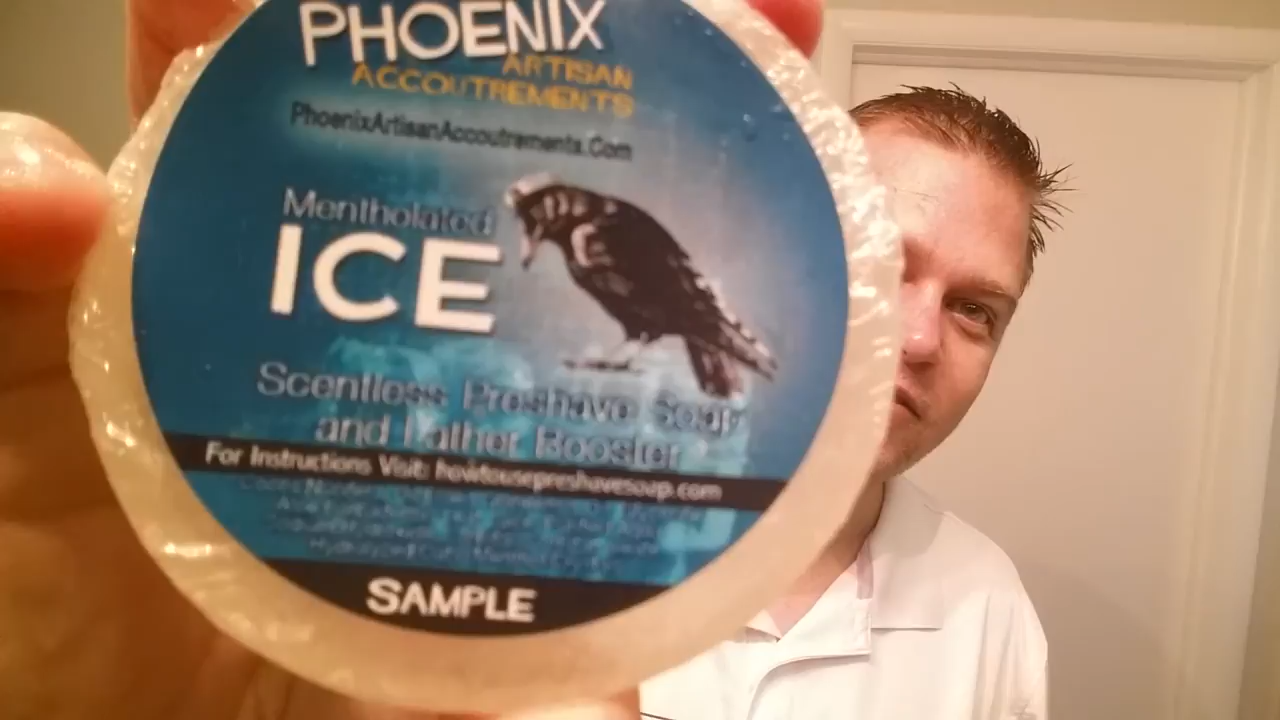 PHOENIX
ARTISAN
ACCOUTREMENTS
PhoenixArtisanAccoutrements.Com
Mentholated
ICE
Scentless Preshave Soap
and Lather Booster
For Instructions Visit: howtousepreshavesoap.com
SAMPLE